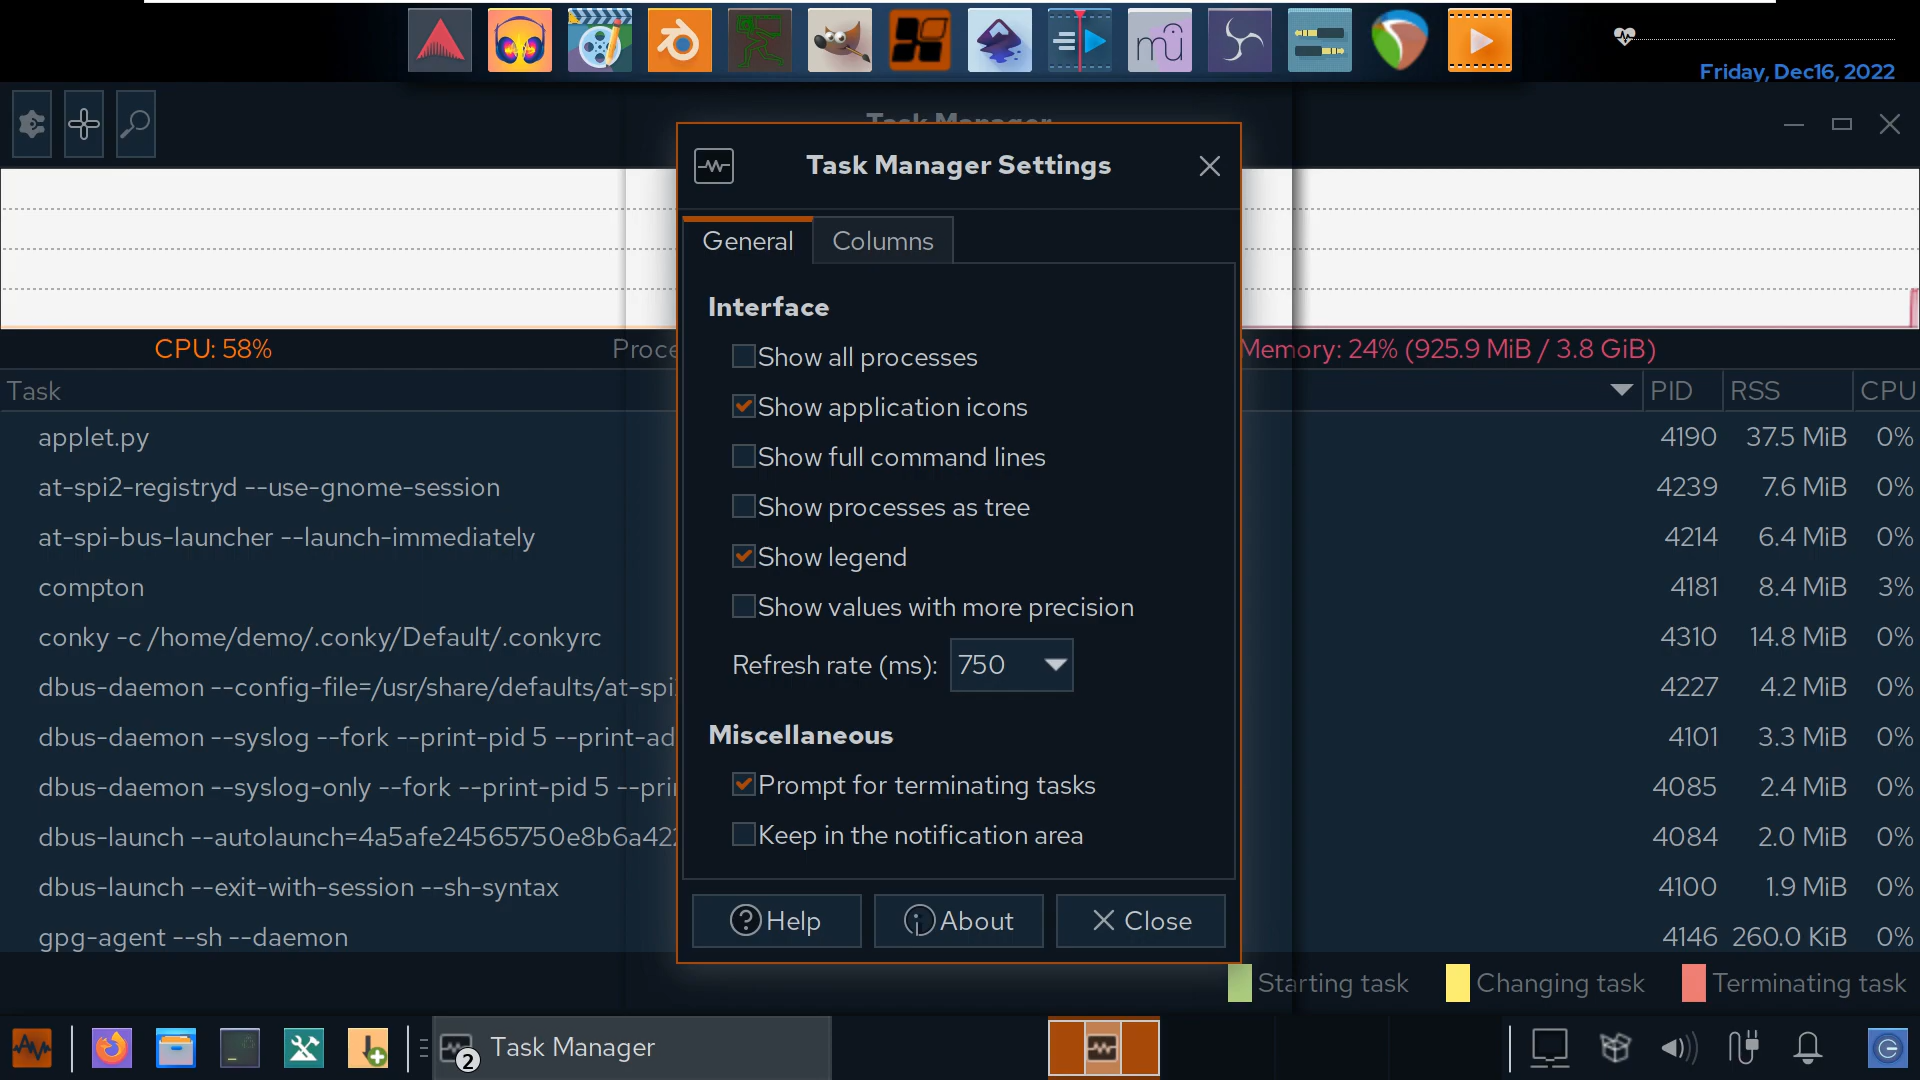 mü
Friday, Dec16, 2022
Task Manager
Task Manager Settings
General
Columns
Interface
Show all processes
Show application icons
Show full command lines
Show processes as tree
Show legend
Show values with more precision
Refresh rate (ms): 750
Miscellaneous
Prompt for terminating tasks
Keep in the notification area
Help
About
Close
CPU: 58%
Proce
Memory: 24% (925.9 MiB / 3.8 GiB)
Task PID RSS CPU
applet.py 4190 37.5 MiB 0%
at-spi2-registryd --use-gnome-session 4239 7.6 MiB 0%
at-spi-bus-launcher --launch-immediately 4214 6.4 MiB 0%
compton 4181 8.4 MiB 3%
conky -c /home/demo/.conky/Default/.conkyrc 4310 14.8 MiB 0%
dbus-daemon --config-file=/usr/share/defaults/at-spi 4227 4.2 MiB 0%
dbus-daemon --syslog --fork --print-pid 5 --print-ad 4101 3.3 MiB 0%
dbus-daemon --syslog-only --fork --print-pid 5 --pri 4085 2.4 MiB 0%
dbus-launch --autolaunch=4a5afe24565750e8b6a42 4084 2.0 MiB 0%
dbus-launch --exit-with-session --sh-syntax 4100 1.9 MiB 0%
gpg-agent --sh --daemon 4146 260.0 KiB 0%
Starting task
Changing task
Terminating task
2
Task Manager